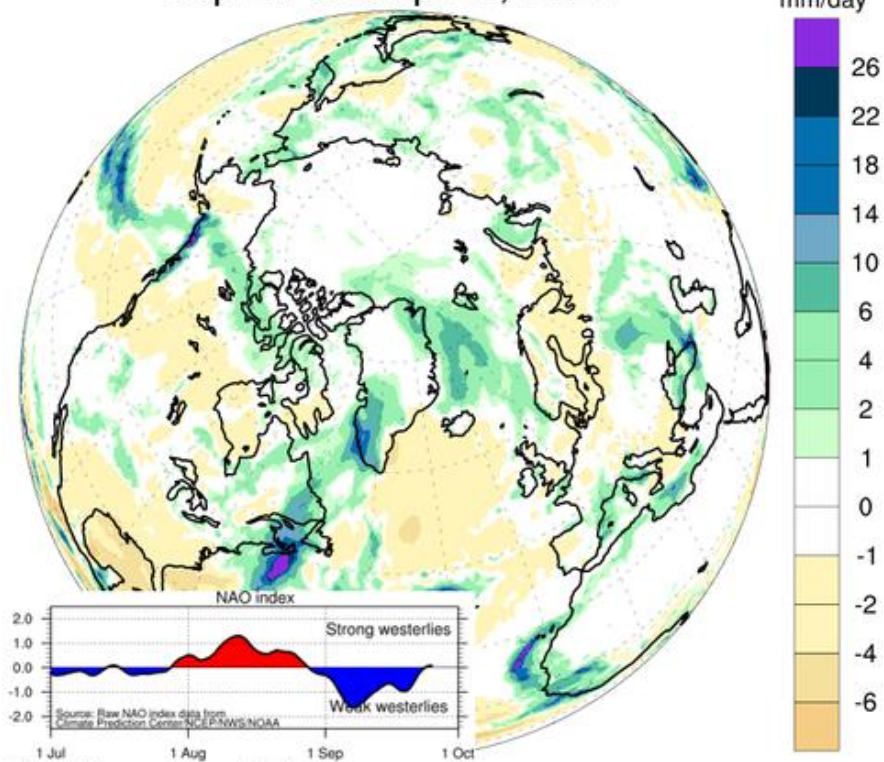 mm/day
26
22
18
14
10
6
4
2
1
0
-1
-2
-4
-6
NAO index
2.0
1.0
0.0
-1.0
-2.0
Strong westerlies
Weak westerlies
Source: Raw NAO index data from
Climate Prediction Center/NCEP/NWS/NOAA
1 Jul
1 Aug
1 Sep
1 Oct